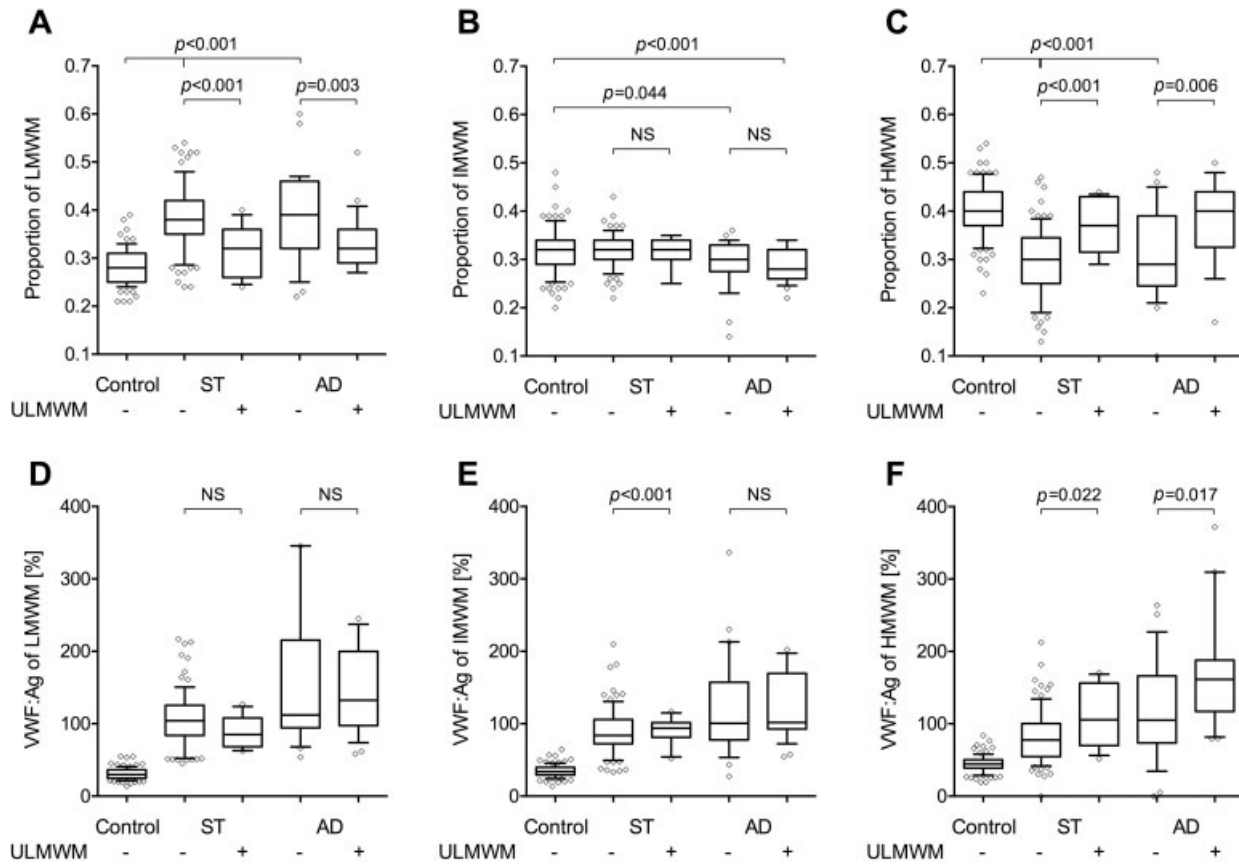 A
B
C
p<0.001
p<0.001
p=0.003
Proportion of LMWM
0.7
0.6
0.5
0.4
0.3
0.2
0.1
Control ST AD
ULMWM - - + - +
p<0.001
p=0.044
NS
NS
Proportion of IMWM
0.7
0.6
0.5
0.4
0.3
0.2
0.1
Control ST AD
ULMWM - - + - +
p<0.001
p<0.001
p=0.006
Proportion of HMWM
0.7
0.6
0.5
0.4
0.3
0.2
0.1
Control ST AD
ULMWM - - + - +
D
E
F
NS
NS
VWF:Ag of LMWM [%]
400
300
200
100
0
Control ST AD
ULMWM - - + - +
p<0.001
NS
VWF:Ag of IMWM [%]
400
300
200
100
0
Control ST AD
ULMWM - - + - +
p=0.022
p=0.017
VWF:Ag of HMWM [%]
400
300
200
100
0
Control ST AD
ULMWM - - + - +